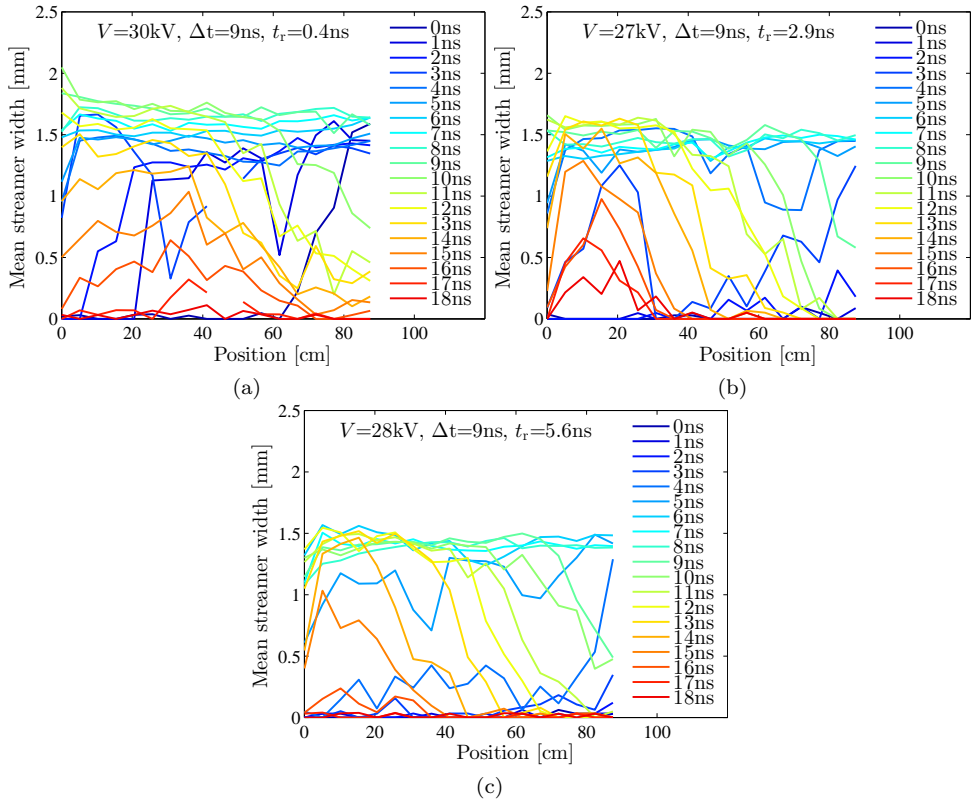 V=30kV, Δt=9ns, tr=0.4ns
Mean streamer width [mm]
2.5
2
1.5
1
0.5
0
0 20 40 60 80 100
Position [cm]
0ns
1ns
2ns
3ns
4ns
5ns
6ns
7ns
8ns
9ns
10ns
11ns
12ns
13ns
14ns
15ns
16ns
17ns
18ns
(a)
V=27kV, Δt=9ns, tr=2.9ns
Mean streamer width [mm]
2.5
2
1.5
1
0.5
0
0 20 40 60 80 100
Position [cm]
0ns
1ns
2ns
3ns
4ns
5ns
6ns
7ns
8ns
9ns
10ns
11ns
12ns
13ns
14ns
15ns
16ns
17ns
18ns
(b)
V=28kV, Δt=9ns, tr=5.6ns
Mean streamer width [mm]
2.5
2
1.5
1
0.5
0
0 20 40 60 80 100
Position [cm]
0ns
1ns
2ns
3ns
4ns
5ns
6ns
7ns
8ns
9ns
10ns
11ns
12ns
13ns
14ns
15ns
16ns
17ns
18ns
(c)